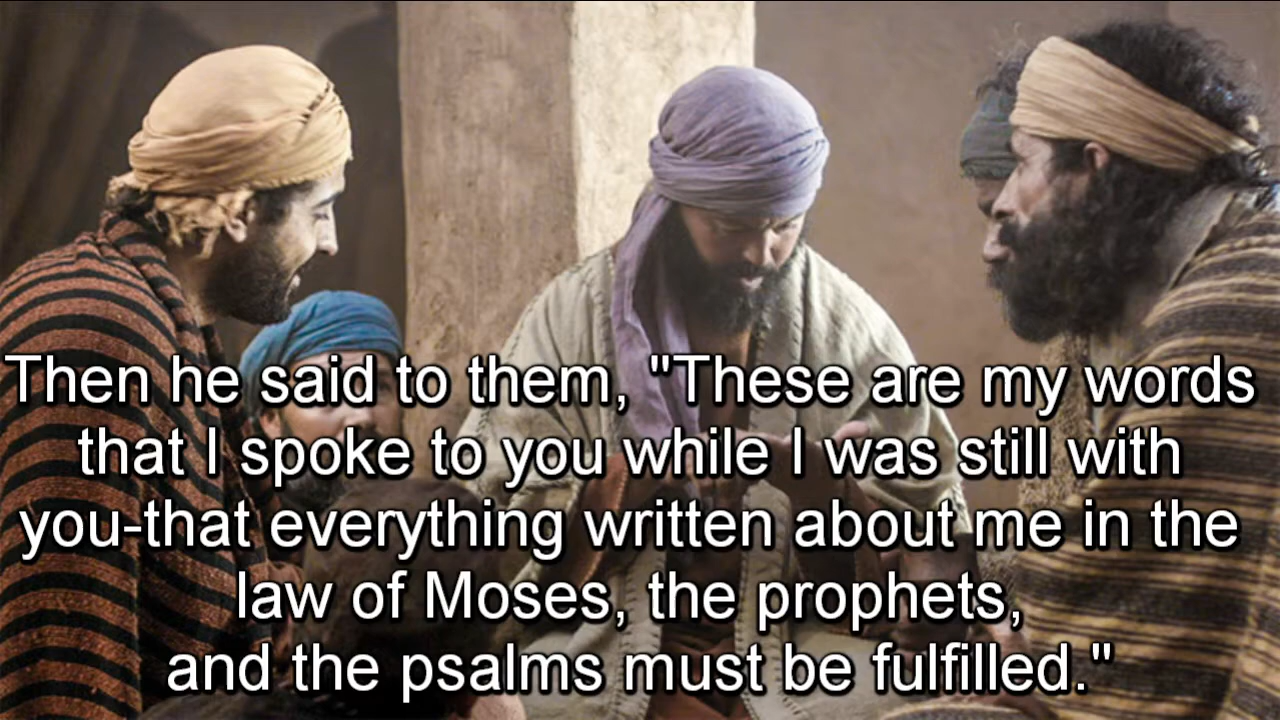 Then he said to them, "These are my words
that I spoke to you while I was still with
you-that everything written about me in the
law of Moses, the prophets,
and the psalms must be fulfilled."